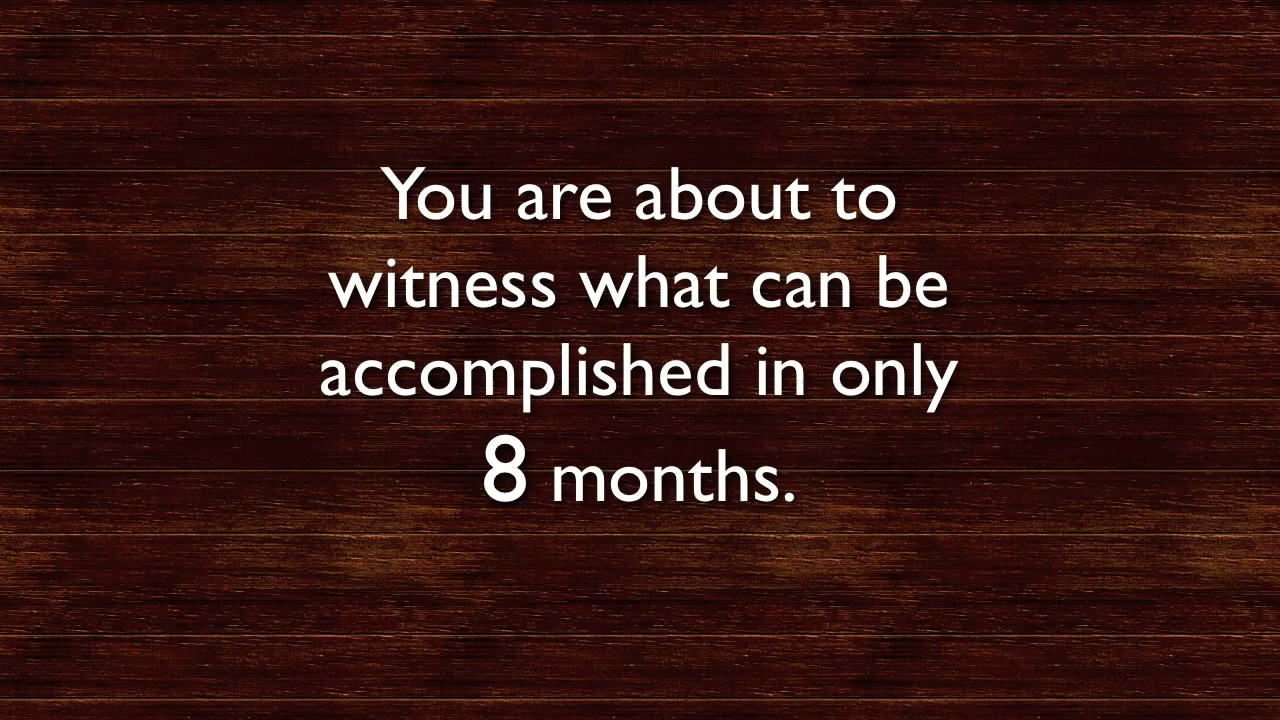 You are about to
witness what can be
accomplished in only
8 months.